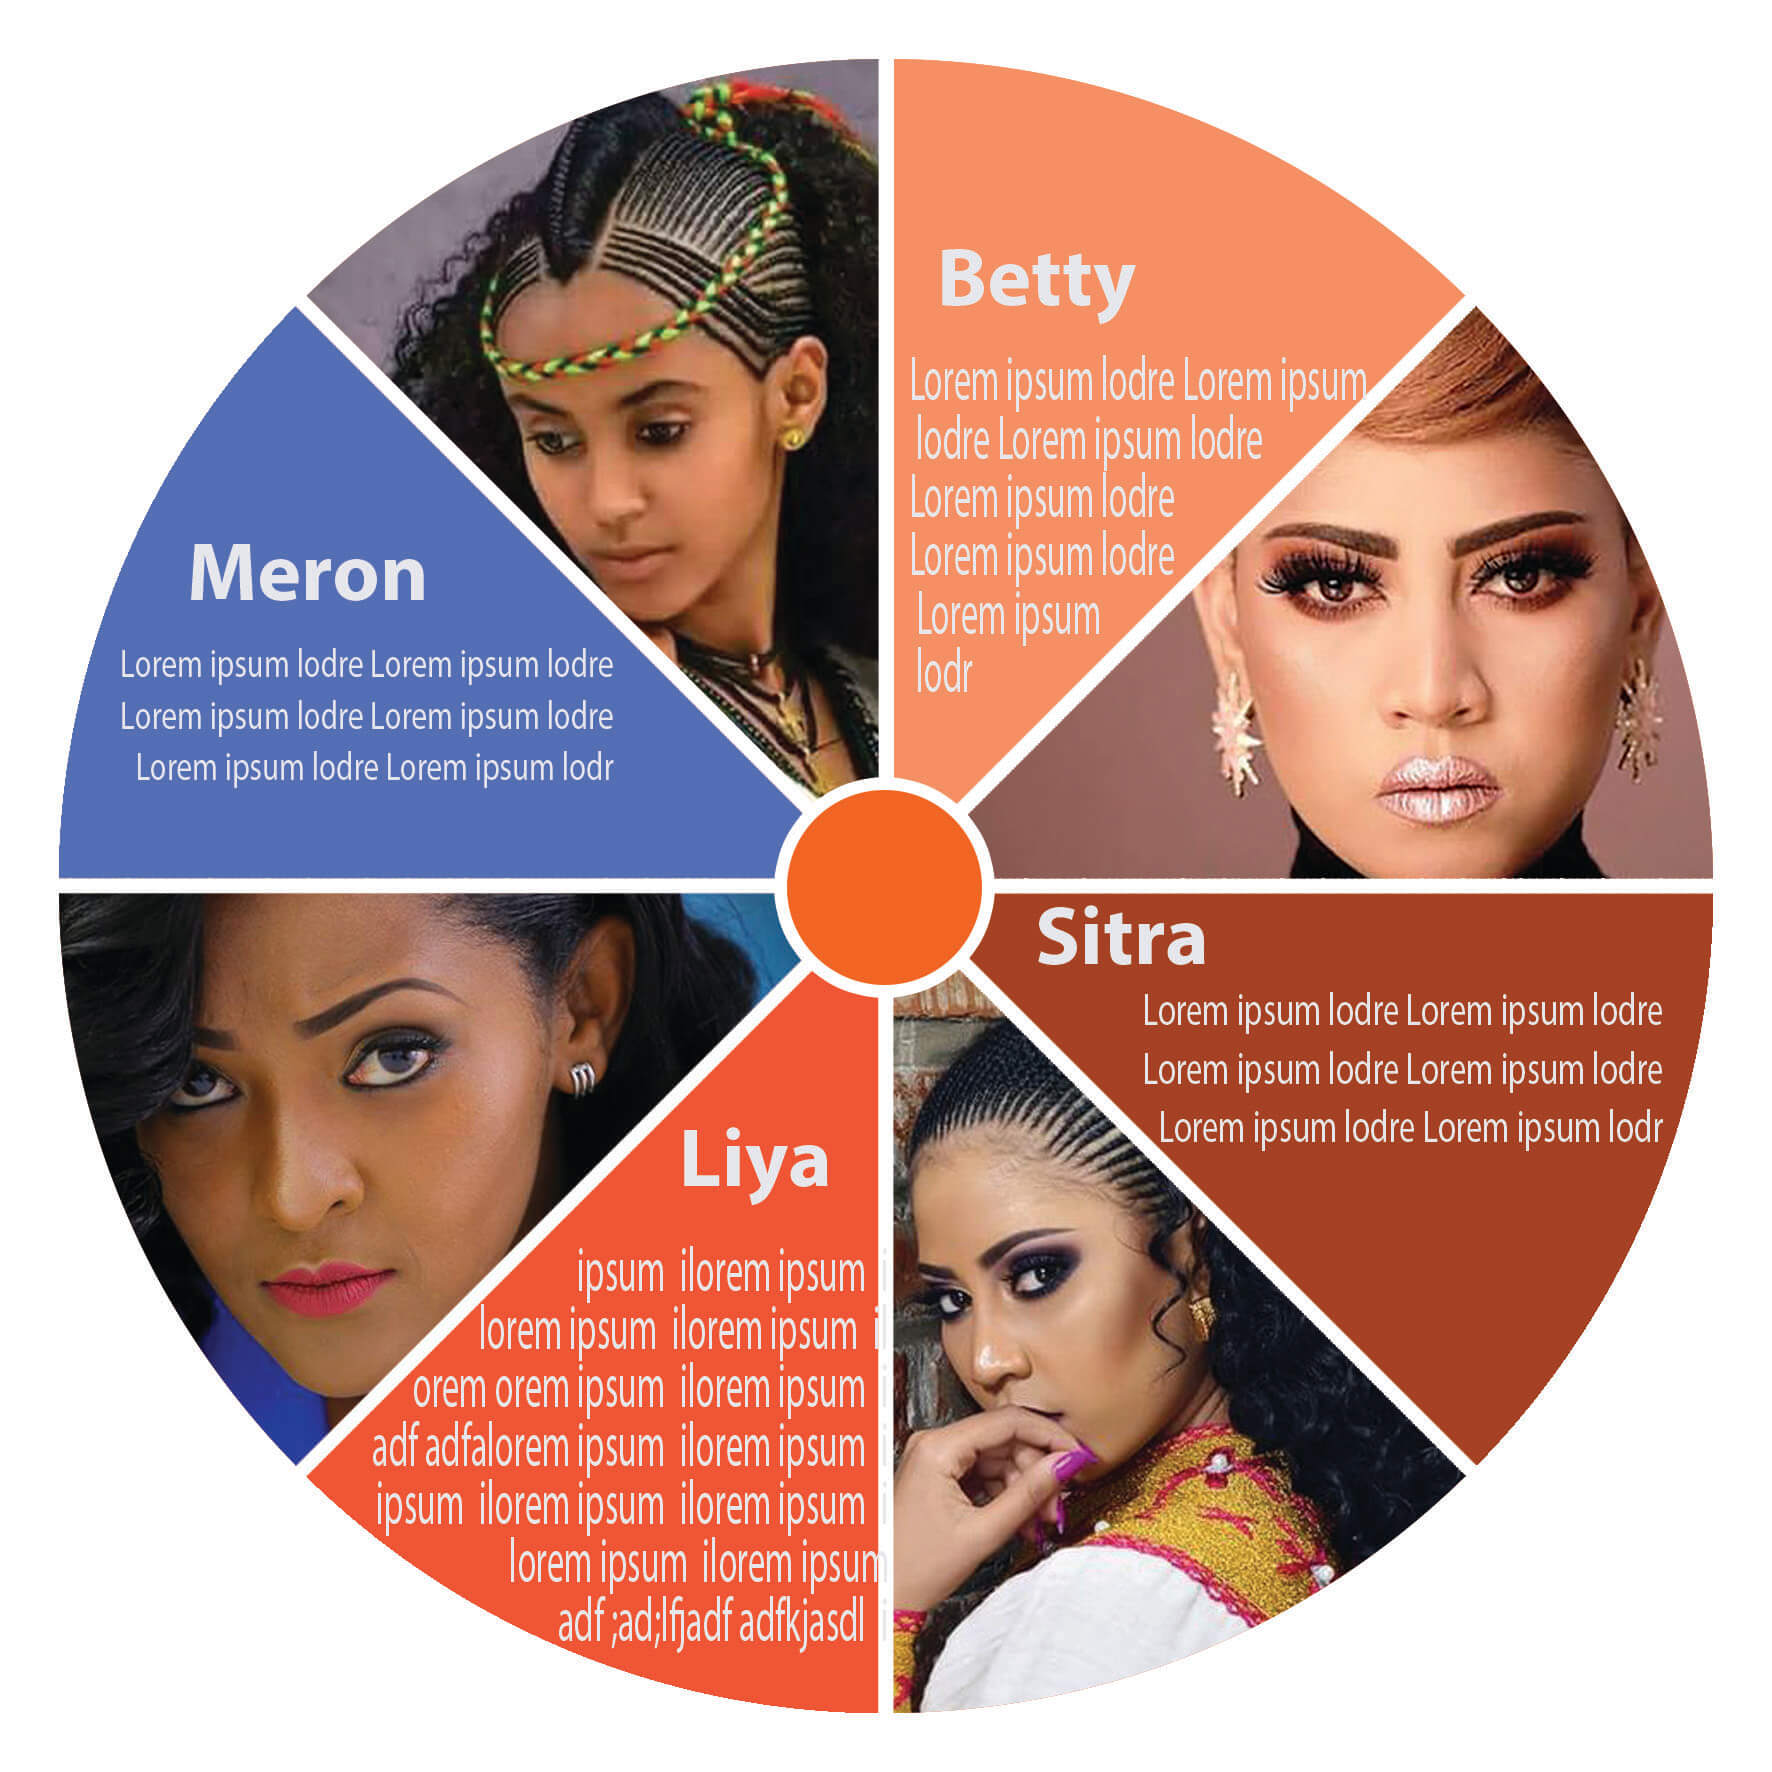 Betty
Lorem ipsum lodre Lorem ipsum
lodre Lorem ipsum lodre
Lorem ipsum lodre
Lorem ipsum lodre
Lorem ipsum
lodr
Meron
Lorem ipsum lodre Lorem ipsum lodre
Lorem ipsum lodre Lorem ipsum lodre
Lorem ipsum lodre Lorem ipsum lodr
Sitra
Lorem ipsum lodre Lorem ipsum lodre
Lorem ipsum lodre Lorem ipsum lodre
Lorem ipsum lodre Lorem ipsum lodr
Liya
ipsum ilorem ipsum
lorem ipsum ilorem ipsum
orem orem ipsum ilorem ipsum
adf adfalorem ipsum ilorem ipsum
ipsum ilorem ipsum ilorem ipsum
lorem ipsum ilorem ipsum
adf ;ad;lfjadf adfkjasdl